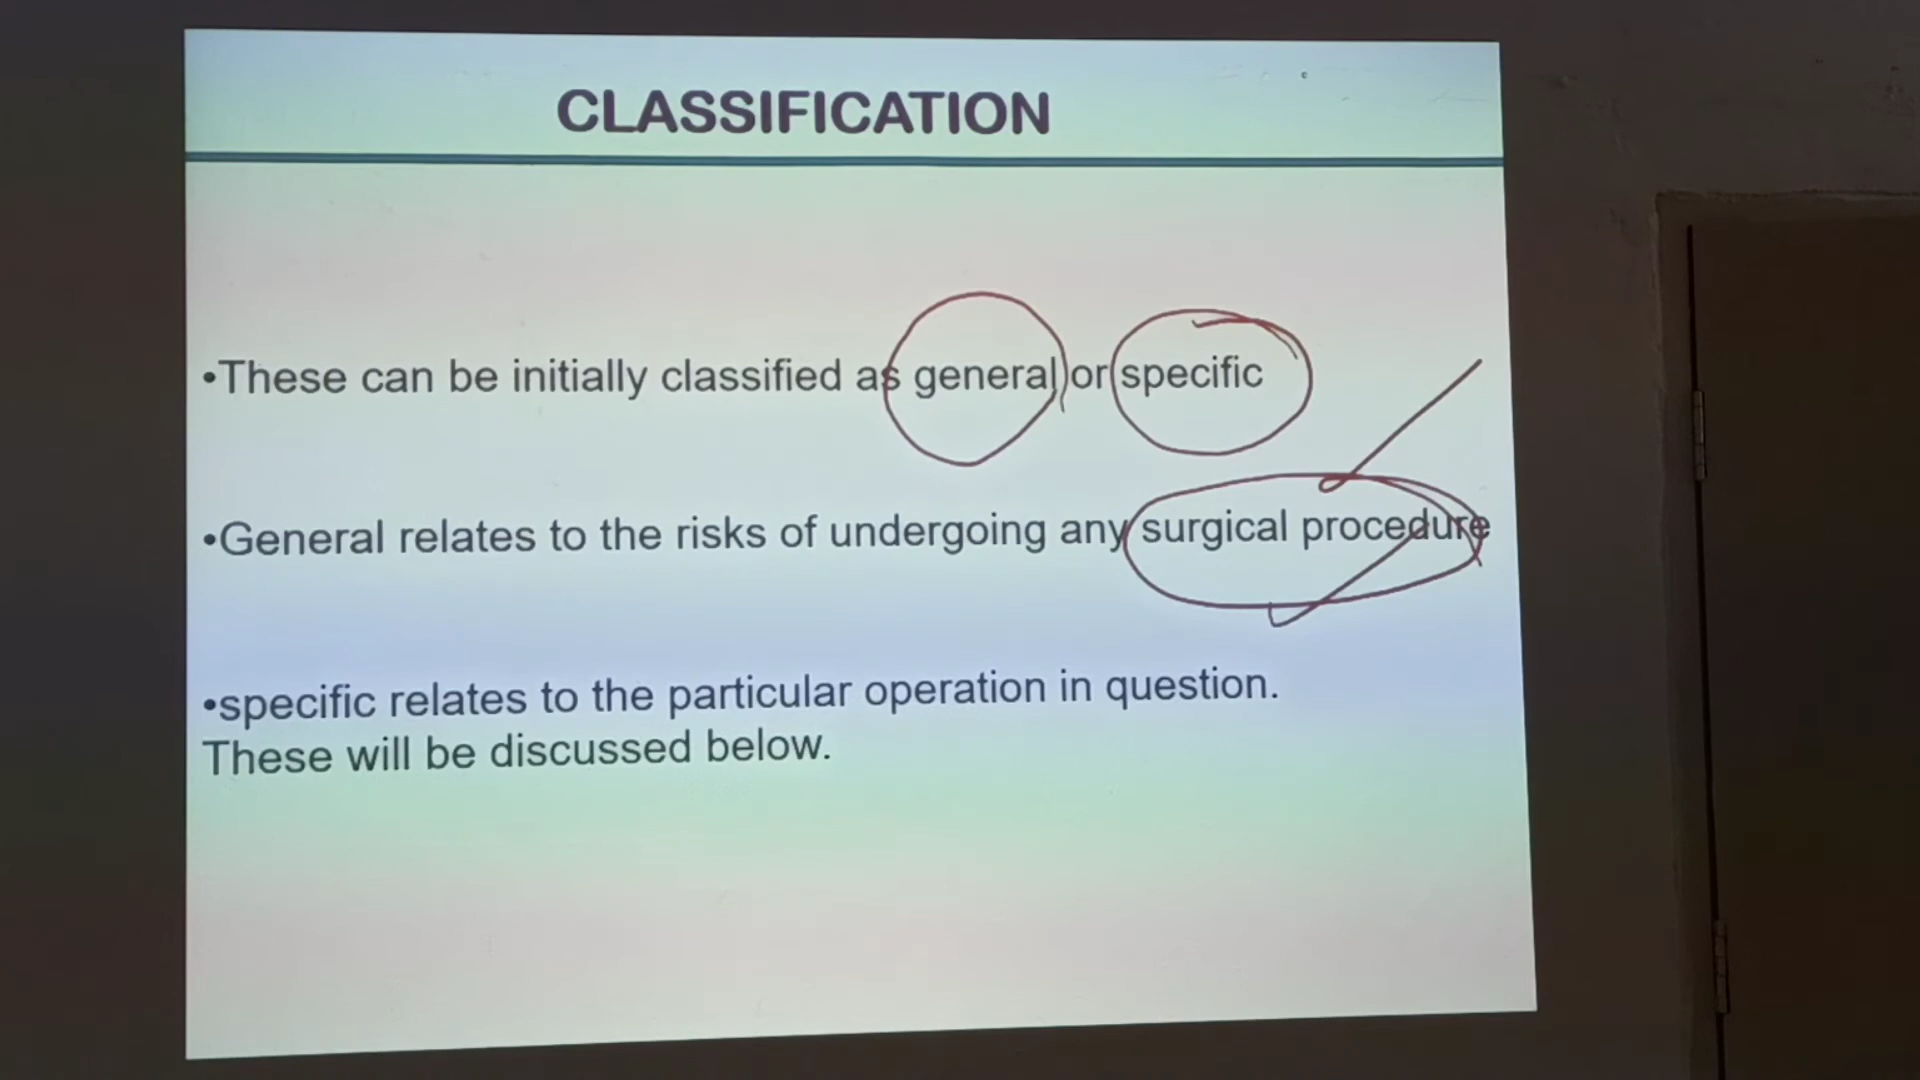 CLASSIFICATION
•These can be initially classified as general or specific
•General relates to the risks of undergoing any surgical procedure
•specific relates to the particular operation in question.
These will be discussed below.